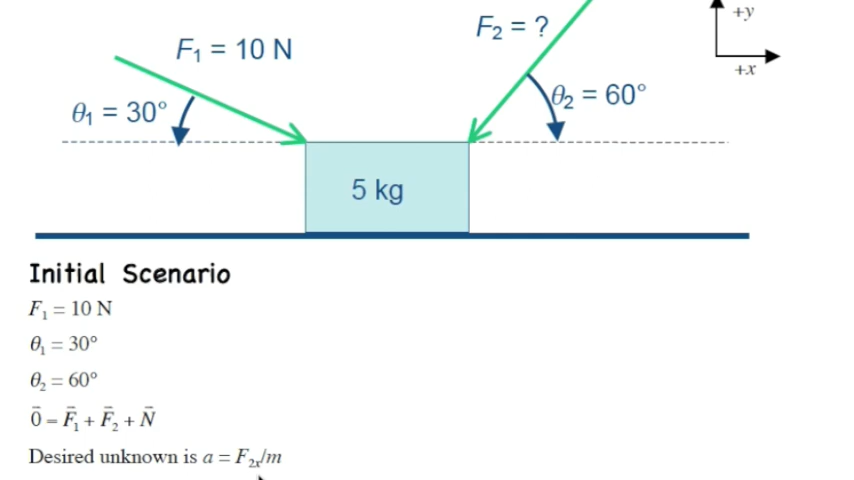 F₁ = 10 N
F₂ = ?
+y
+x
θ₁ = 30°
θ₂ = 60°
5 kg
Initial Scenario
F₁ = 10 N
θ₁ = 30°
θ₂ = 60°
0⃗ = F⃗₁ + F⃗₂ + N⃗
Desired unknown is a = F₂ₓ/m